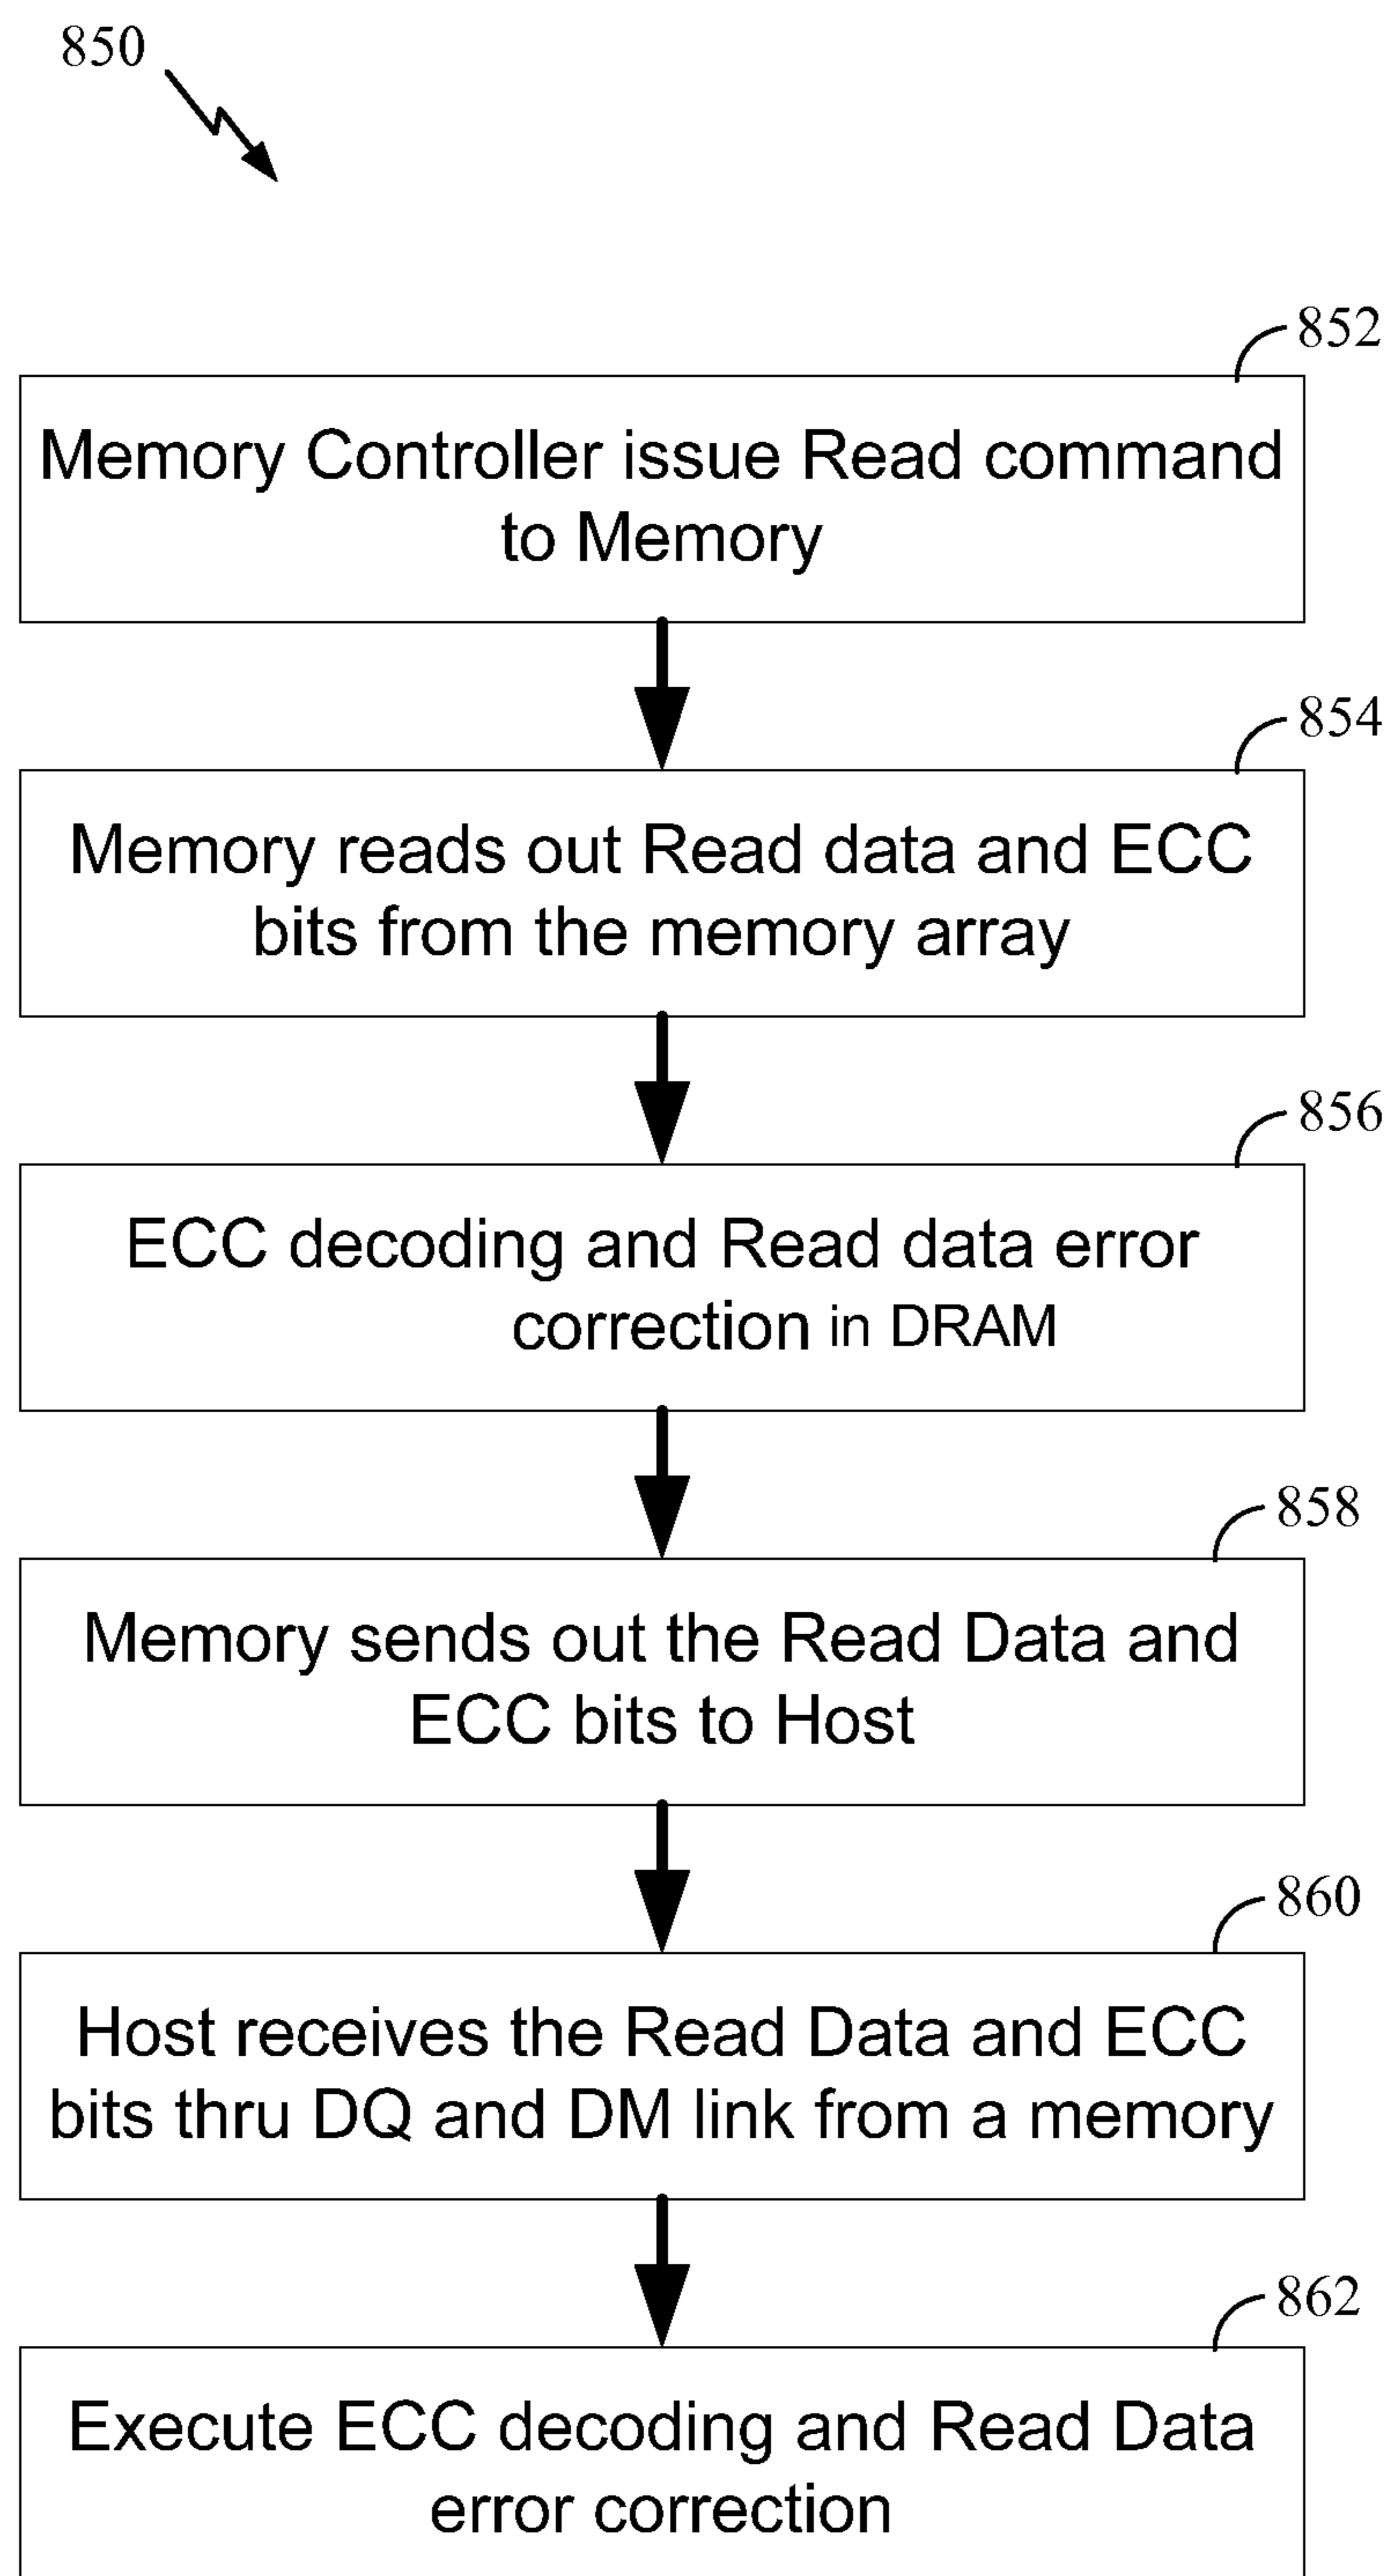 850
852
Memory Controller issue Read command
to Memory
854
Memory reads out Read data and ECC
bits from the memory array
856
ECC decoding and Read data error
correction in DRAM
858
Memory sends out the Read Data and
ECC bits to Host
860
Host receives the Read Data and ECC
bits thru DQ and DM link from a memory
862
Execute ECC decoding and Read Data
error correction